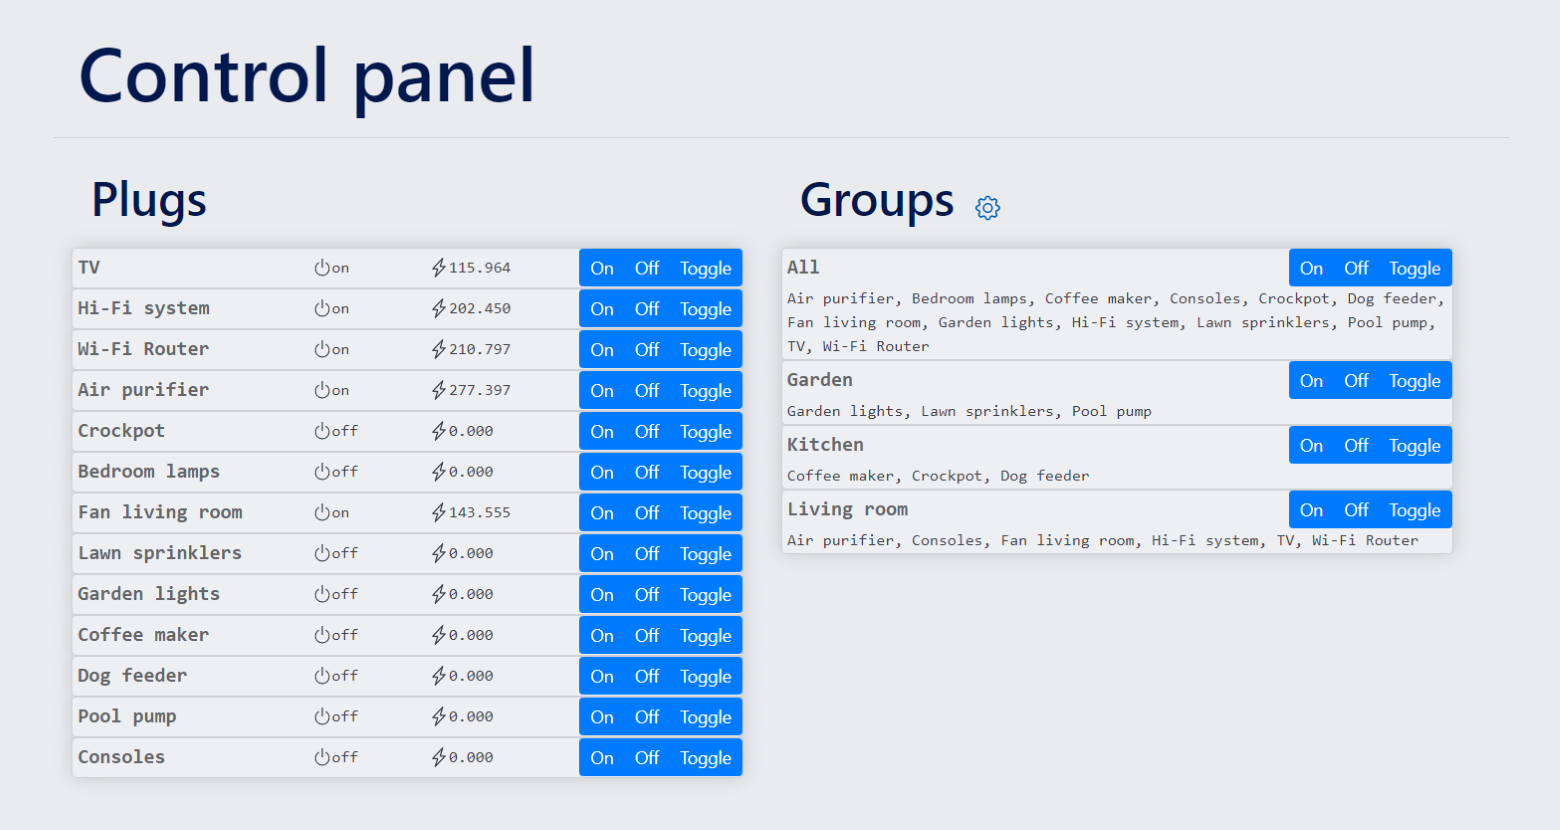 Control panel
Plugs
TV on 115.964 On Off Toggle
Hi-Fi system on 202.450 On Off Toggle
Wi-Fi Router on 210.797 On Off Toggle
Air purifier on 277.397 On Off Toggle
Crockpot off 0.000 On Off Toggle
Bedroom lamps off 0.000 On Off Toggle
Fan living room on 143.555 On Off Toggle
Lawn sprinklers off 0.000 On Off Toggle
Garden lights off 0.000 On Off Toggle
Coffee maker off 0.000 On Off Toggle
Dog feeder off 0.000 On Off Toggle
Pool pump off 0.000 On Off Toggle
Consoles off 0.000 On Off Toggle
Groups
All On Off Toggle
Air purifier, Bedroom lamps, Coffee maker, Consoles, Crockpot, Dog feeder,
Fan living room, Garden lights, Hi-Fi system, Lawn sprinklers, Pool pump,
TV, Wi-Fi Router
Garden On Off Toggle
Garden lights, Lawn sprinklers, Pool pump
Kitchen On Off Toggle
Coffee maker, Crockpot, Dog feeder
Living room On Off Toggle
Air purifier, Consoles, Fan living room, Hi-Fi system, TV, Wi-Fi Router